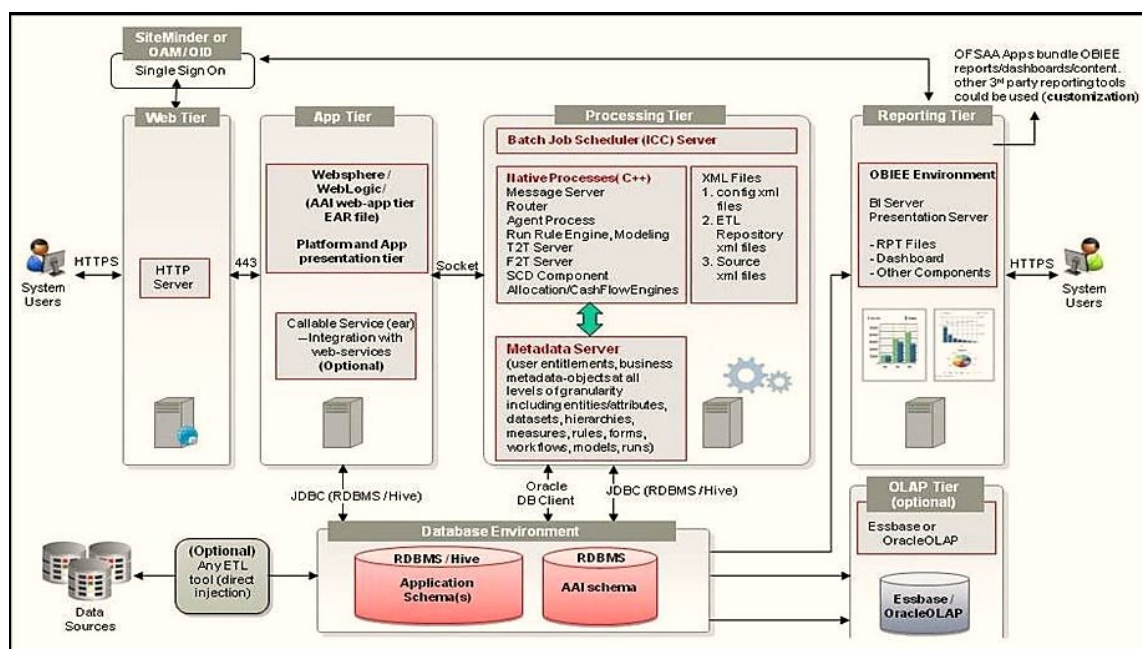 SiteMinder or
OAM/OID
Single Sign On
OFSAA Apps bundle OBIEE
reports/dashboards/content.
other 3rd party reporting tools
could be used (customization)
Web Tier
HTTP
Server
App Tier
Websphere /
WebLogic/
(AAI web-app tier
EAR file)
Platform and App
presentation tier
Callable Service (ear)
—Integration with
web-services
(Optional)
Processing Tier
Batch Job Scheduler (ICC) Server
Native Processes( C++)
Message Server
Router
Agent Process
Run Rule Engine, Modeling
T2T Server
F2T Server
SCD Component
Allocation/CashFlowEngines
XML Files
1. config xml
files
2. ETL
Repository
xml files
3. Source
xml files
Metadata Server
(user entitlements, business
metadata-objects at all
levels of granularity
including entities/attributes,
datasets, hierarchies,
measures, rules, forms,
workflows, models, runs)
Reporting Tier
OBIEE Environment
BI Server
Presentation Server
- RPT Files
- Dashboard
- Other Components
System
Users
HTTPS
443
Socket
HTTPS
System
Users
JDBC (RDBMS /Hive)
Oracle
DB Client
JDBC (RDBMS /Hive)
Database Environment
RDBMS / Hive
Application
Schema(s)
RDBMS
AAI schema
OLAP Tier
(optional)
Essbase or
OracleOLAP
Essbase /
OracleOLAP
Data
Sources
(Optional)
Any ETL
tool (direct
injection)